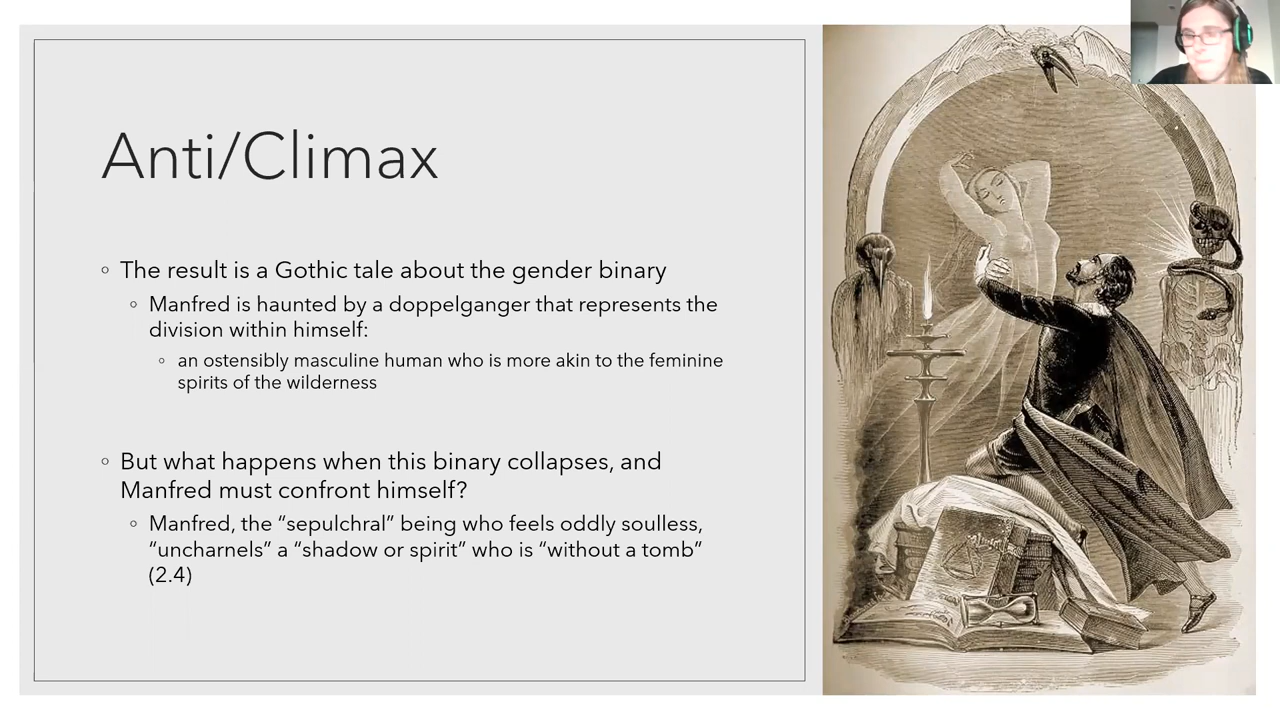 Anti/Climax
◦ The result is a Gothic tale about the gender binary
◦ Manfred is haunted by a doppelganger that represents the
division within himself:
◦ an ostensibly masculine human who is more akin to the feminine
spirits of the wilderness
◦ But what happens when this binary collapses, and
Manfred must confront himself?
◦ Manfred, the “sepulchral” being who feels oddly soulless,
“uncharnels” a “shadow or spirit” who is “without a tomb”
(2.4)